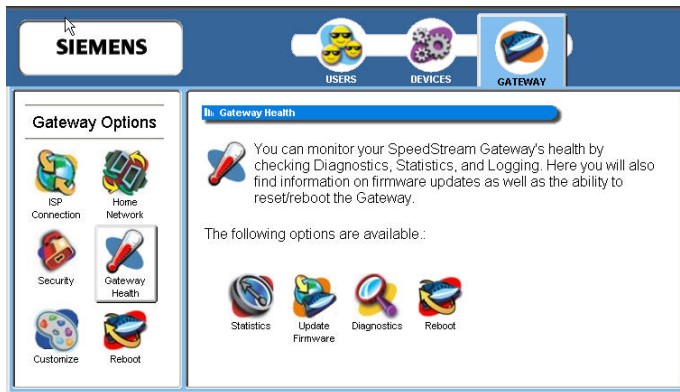 SIEMENS
USERS
DEVICES
GATEWAY
Gateway Options
ISP
Connection
Home
Network
Security
Gateway
Health
Customize
Reboot
Gateway Health
You can monitor your SpeedStream Gateway's health by
checking Diagnostics, Statistics, and Logging. Here you will also
find information on firmware updates as well as the ability to
reset/reboot the Gateway.
The following options are available.:
Statistics
Update
Firmware
Diagnostics
Reboot